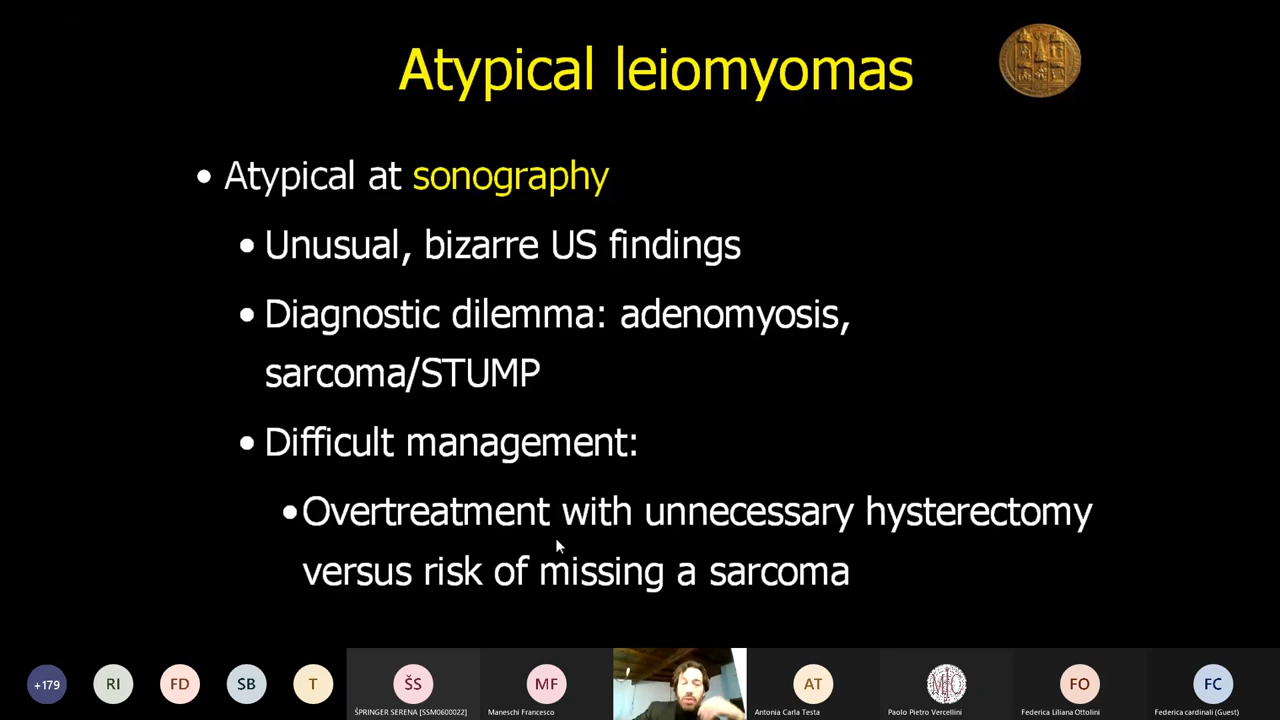 Atypical leiomyomas
• Atypical at sonography
• Unusual, bizarre US findings
• Diagnostic dilemma: adenomyosis,
sarcoma/STUMP
• Difficult management:
• Overtreatment with unnecessary hysterectomy
versus risk of missing a sarcoma
+179
RI
FD
SB
T
ŠS
MF
AT
FO
FC
ŠPRINGER SERENA [SSM0600022]
Maneschi Francesco
Antonia Carla Testa
Paolo Pietro Vercellini
Federica Liliana Ottolini
Federica cardinali (Guest)